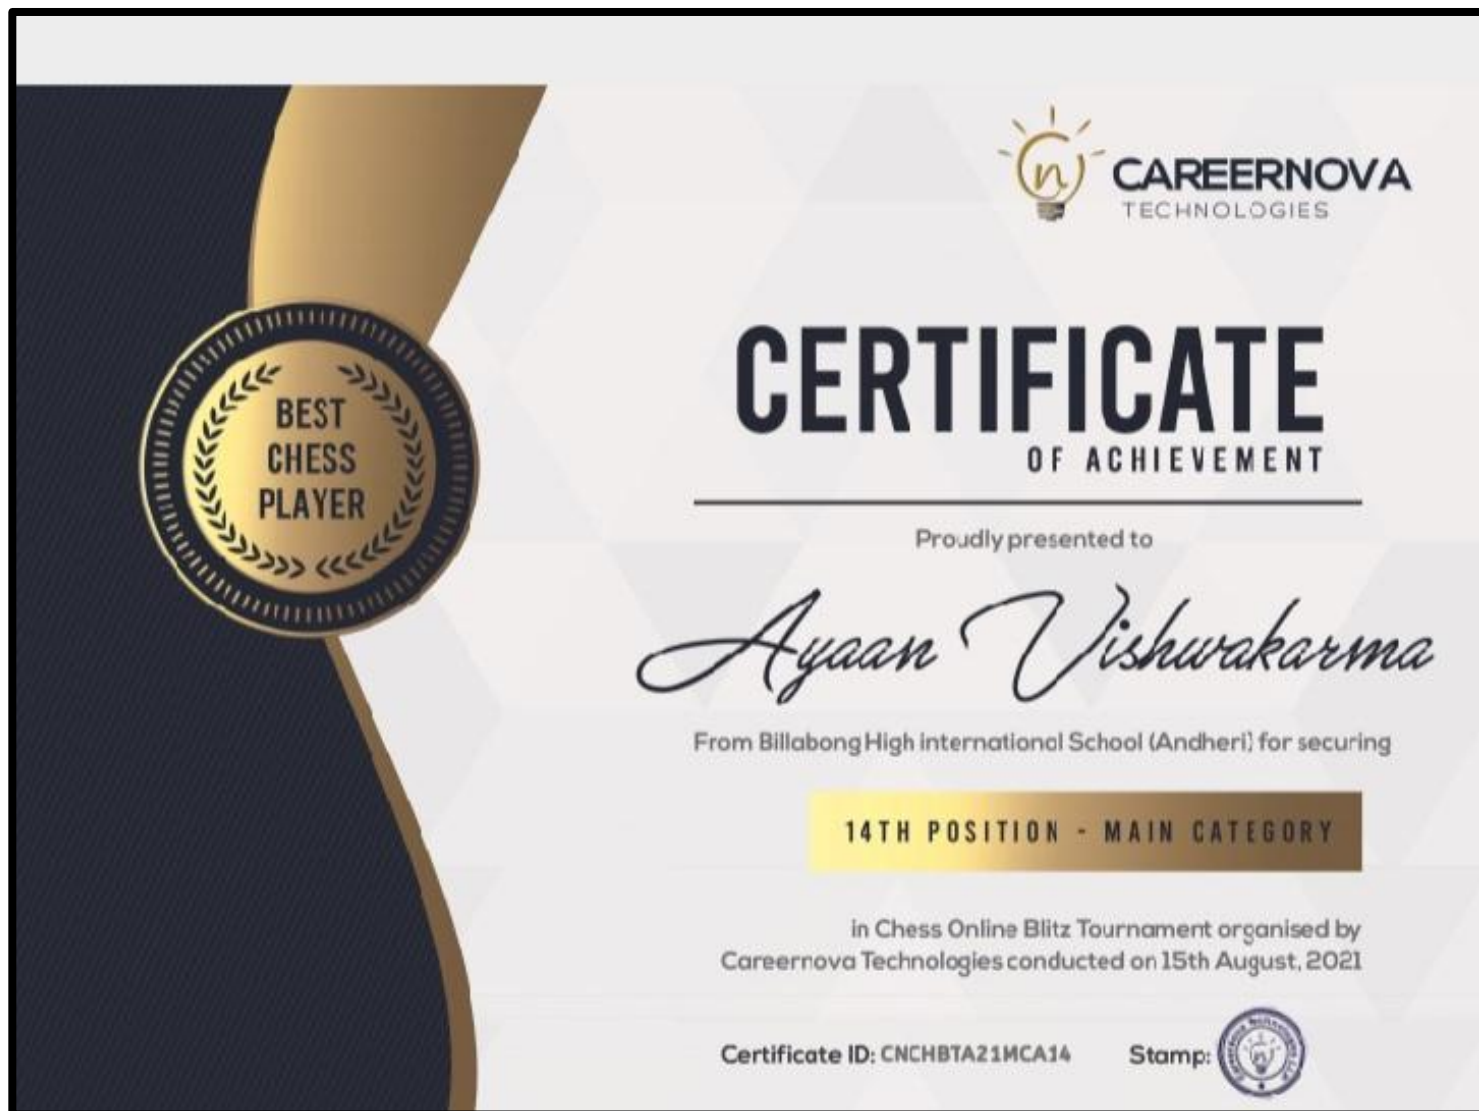 CAREERNOVA
TECHNOLOGIES
BEST
CHESS
PLAYER
CERTIFICATE
OF ACHIEVEMENT
Proudly presented to
Ayaan Vishwakarma
From Billabong High international School (Andheri) for securing
14TH POSITION - MAIN CATEGORY
in Chess Online Blitz Tournament organised by
Careernova Technologies conducted on 15th August, 2021
Certificate ID: CNCHBTA21MCA14
Stamp: